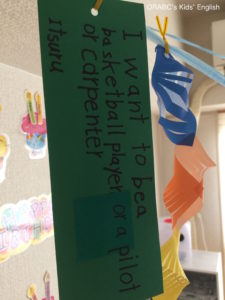 ORABC's Kids' English
I want to be a
basketball player or a pilot
or carpenter
Itsuru